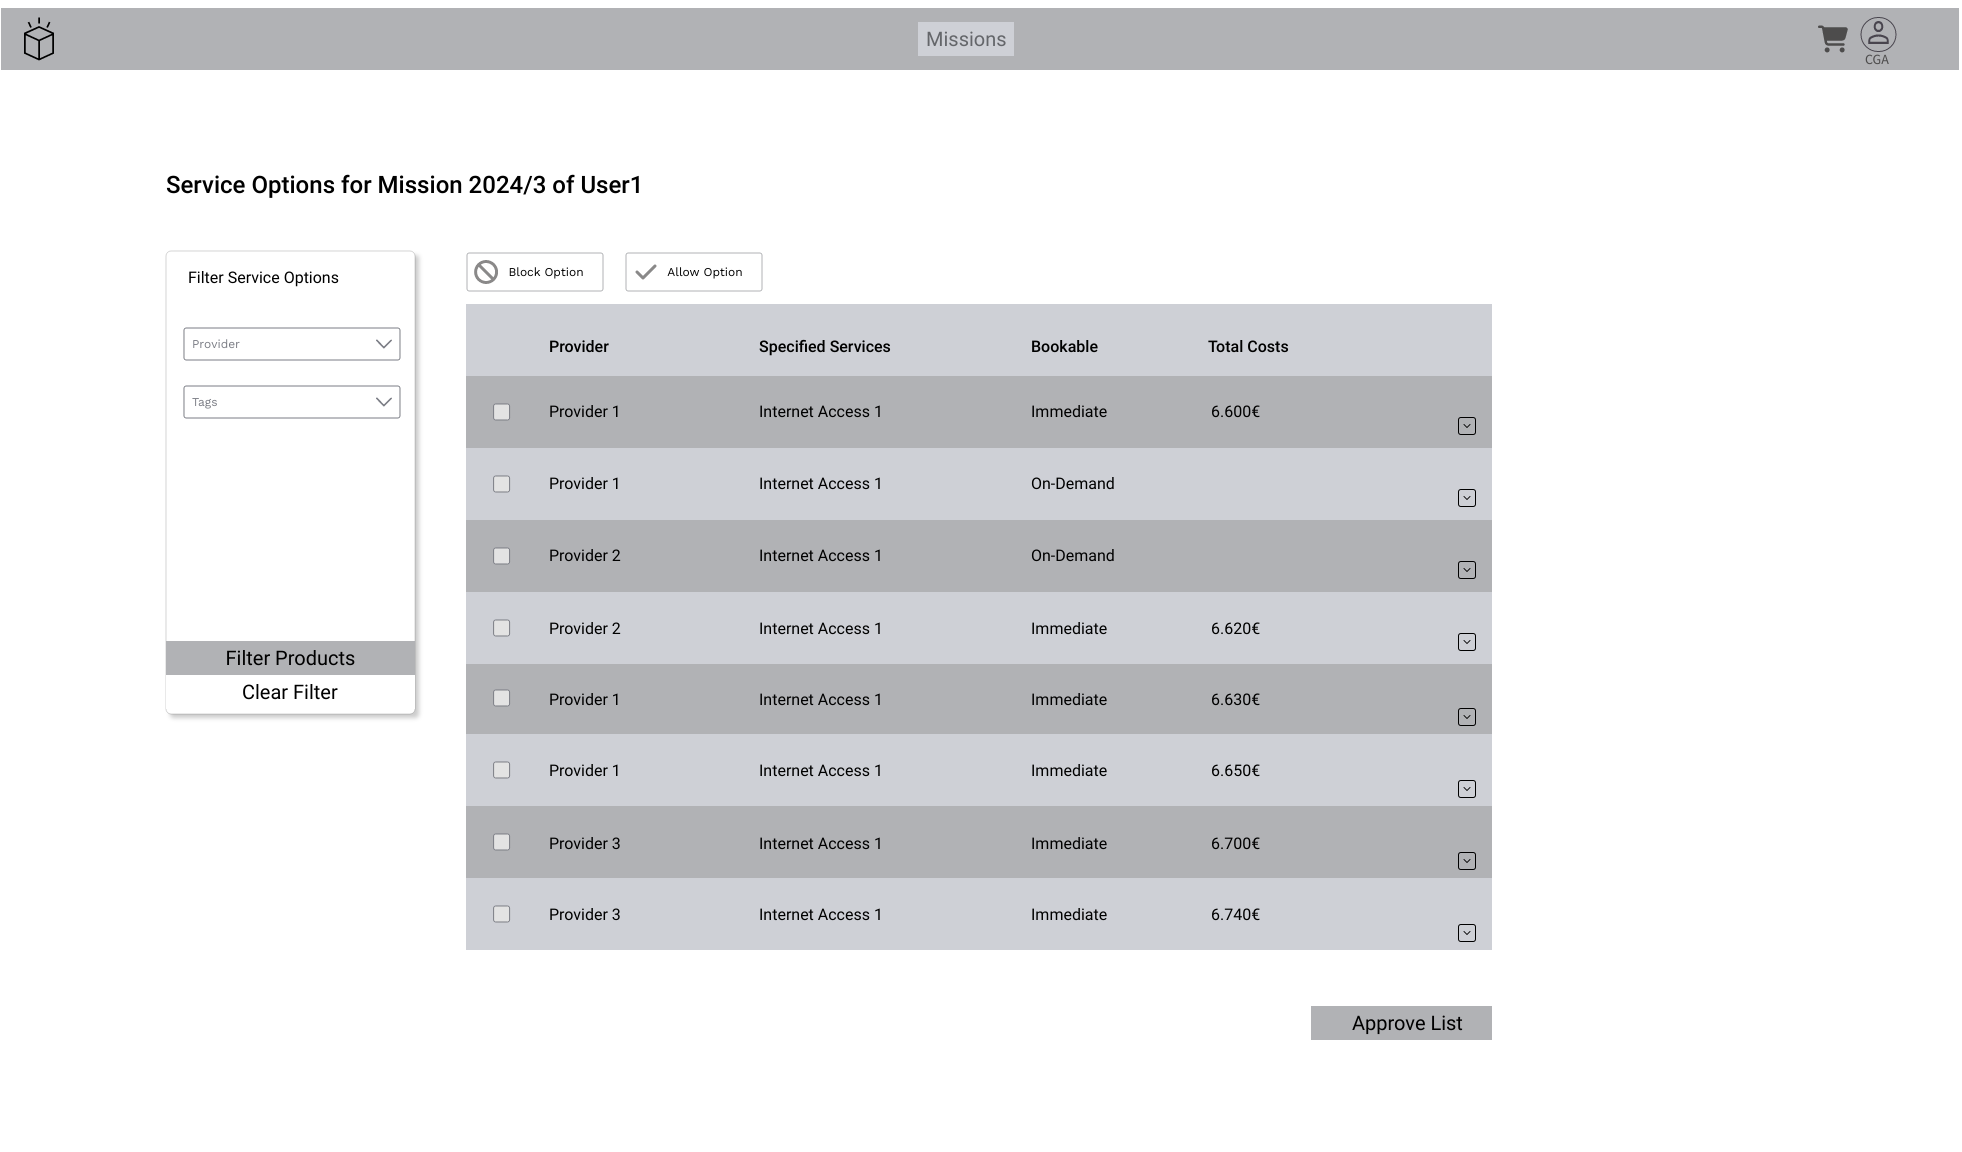 Missions
CGA
Service Options for Mission 2024/3 of User1
Filter Service Options
Provider
Tags
Filter Products
Clear Filter
Block Option
Allow Option
Provider Specified Services Bookable Total Costs
Provider 1 Internet Access 1 Immediate 6.600€
Provider 1 Internet Access 1 On-Demand
Provider 2 Internet Access 1 On-Demand
Provider 2 Internet Access 1 Immediate 6.620€
Provider 1 Internet Access 1 Immediate 6.630€
Provider 1 Internet Access 1 Immediate 6.650€
Provider 3 Internet Access 1 Immediate 6.700€
Provider 3 Internet Access 1 Immediate 6.740€
Approve List